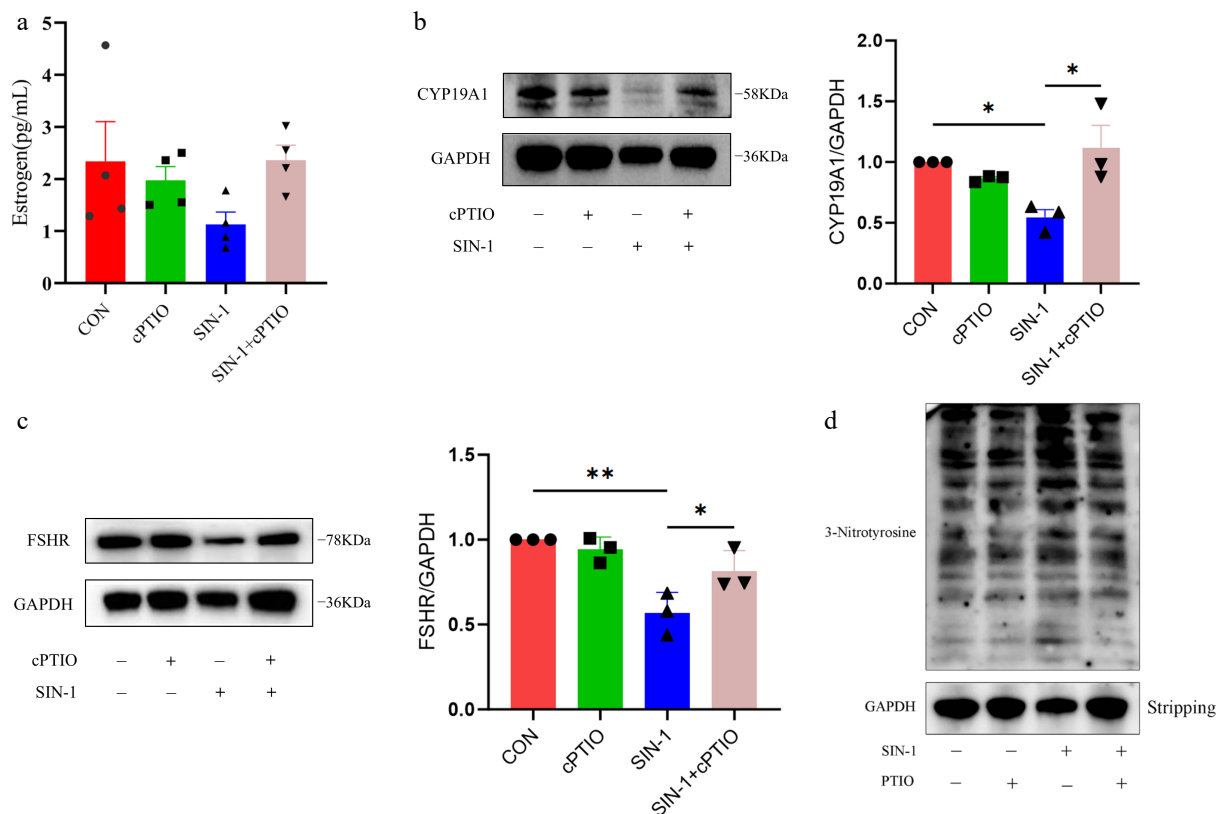 a
Estrogen(pg/mL)
5
4
3
2
1
0
CON
cPTIO
SIN-1
SIN-1+cPTIO
b
CYP19A1
−58KDa
GAPDH
−36KDa
cPTIO − + − +
SIN-1 − − + +
CYP19A1/GAPDH
2.0
1.5
1.0
0.5
0.0
*
*
CON
cPTIO
SIN-1
SIN-1+cPTIO
c
FSHR
−78KDa
GAPDH
−36KDa
cPTIO − + − +
SIN-1 − − + +
FSHR/GAPDH
1.5
1.0
0.5
0.0
**
*
CON
cPTIO
SIN-1
SIN-1+cPTIO
d
3-Nitrotyrosine
GAPDH
Stripping
SIN-1 − − + +
PTIO − + − +